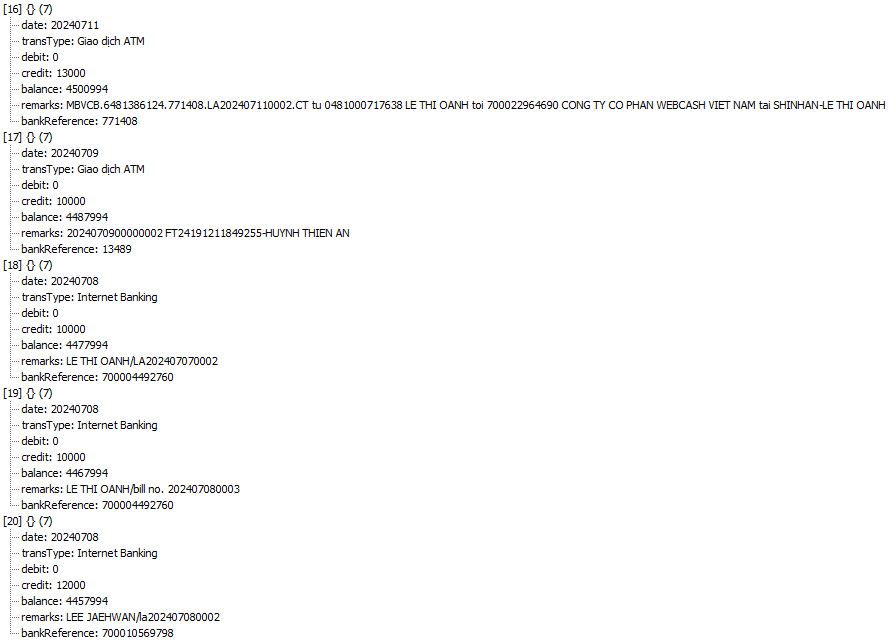 [16] {} (7)
date: 20240711
transType: Giao dịch ATM
debit: 0
credit: 13000
balance: 4500994
remarks: MBVCB.6481386124.771408.LA202407110002.CT tu 0481000717638 LE THI OANH toi 700022964690 CONG TY CO PHAN WEBCASH VIET NAM tai SHINHAN-LE THI OANH
bankReference: 771408
[17] {} (7)
date: 20240709
transType: Giao dịch ATM
debit: 0
credit: 10000
balance: 4487994
remarks: 2024070900000002 FT24191211849255-HUYNH THIEN AN
bankReference: 13489
[18] {} (7)
date: 20240708
transType: Internet Banking
debit: 0
credit: 10000
balance: 4477994
remarks: LE THI OANH/LA202407070002
bankReference: 700004492760
[19] {} (7)
date: 20240708
transType: Internet Banking
debit: 0
credit: 10000
balance: 4467994
remarks: LE THI OANH/bill no. 202407080003
bankReference: 700004492760
[20] {} (7)
date: 20240708
transType: Internet Banking
debit: 0
credit: 12000
balance: 4457994
remarks: LEE JAEHWAN/la202407080002
bankReference: 700010569798